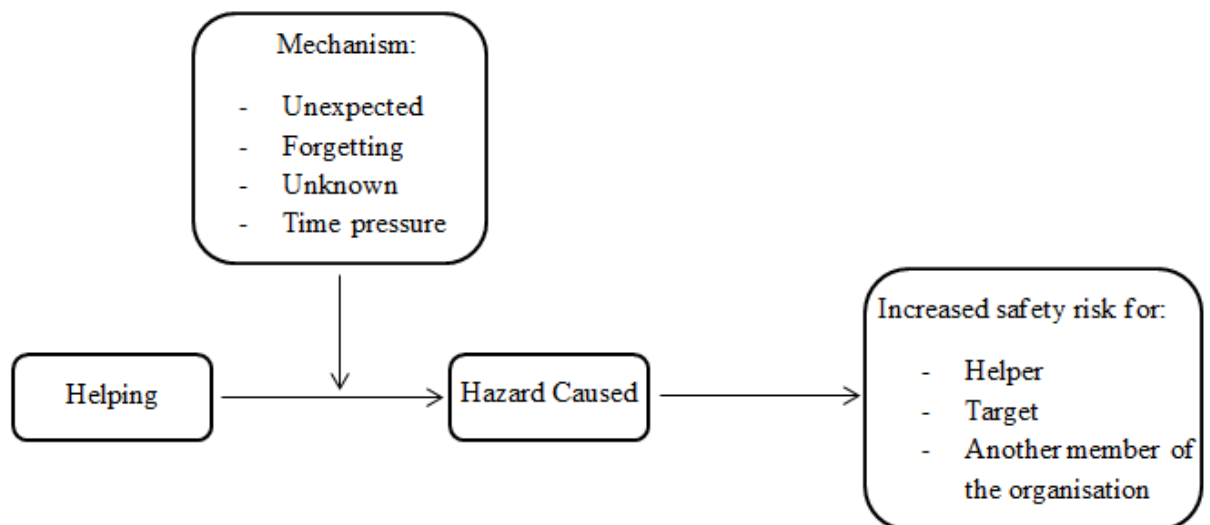 Mechanism:
- Unexpected
- Forgetting
- Unknown
- Time pressure
Helping
Hazard Caused
Increased safety risk for:
- Helper
- Target
- Another member of
the organisation